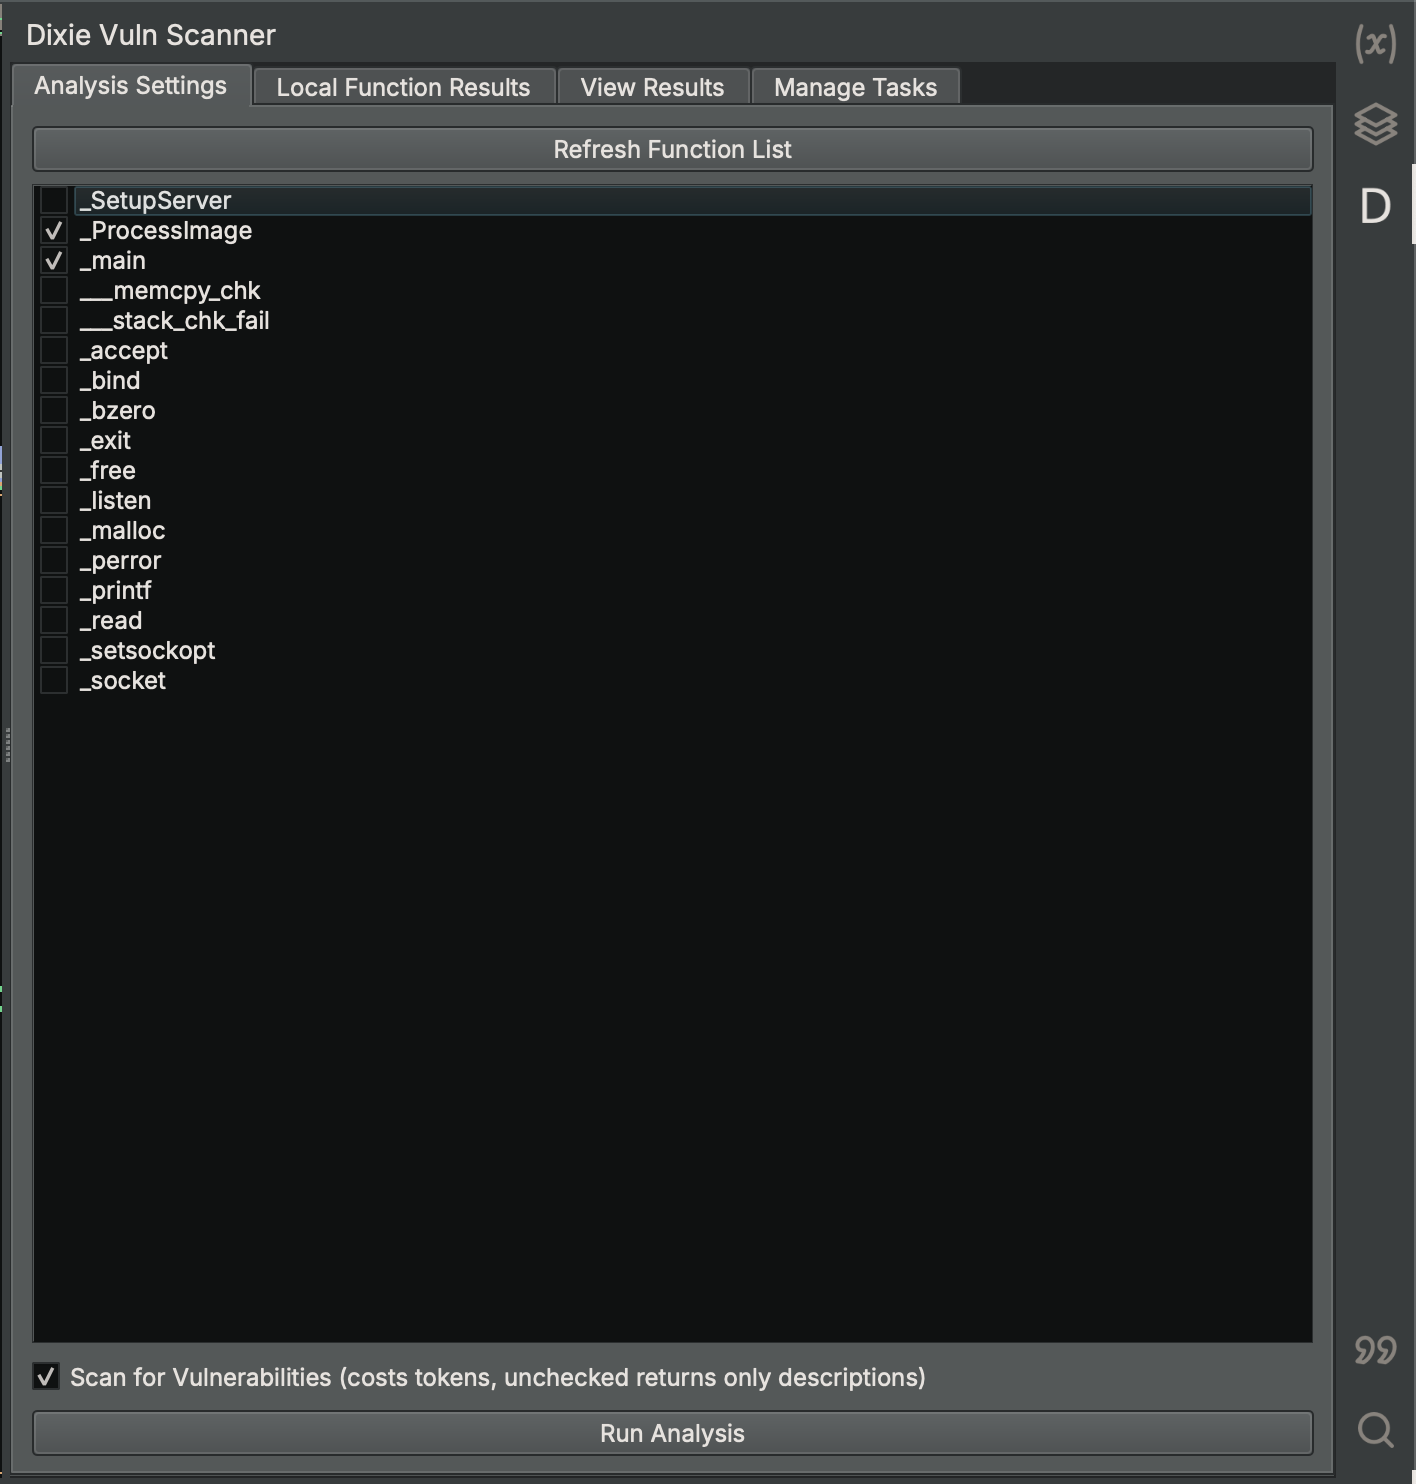 Dixie Vuln Scanner
Analysis Settings
Local Function Results
View Results
Manage Tasks
Refresh Function List
_SetupServer
_ProcessImage
_main
___memcpy_chk
___stack_chk_fail
_accept
_bind
_bzero
_exit
_free
_listen
_malloc
_perror
_printf
_read
_setsockopt
_socket
Scan for Vulnerabilities (costs tokens, unchecked returns only descriptions)
Run Analysis
(x)
D